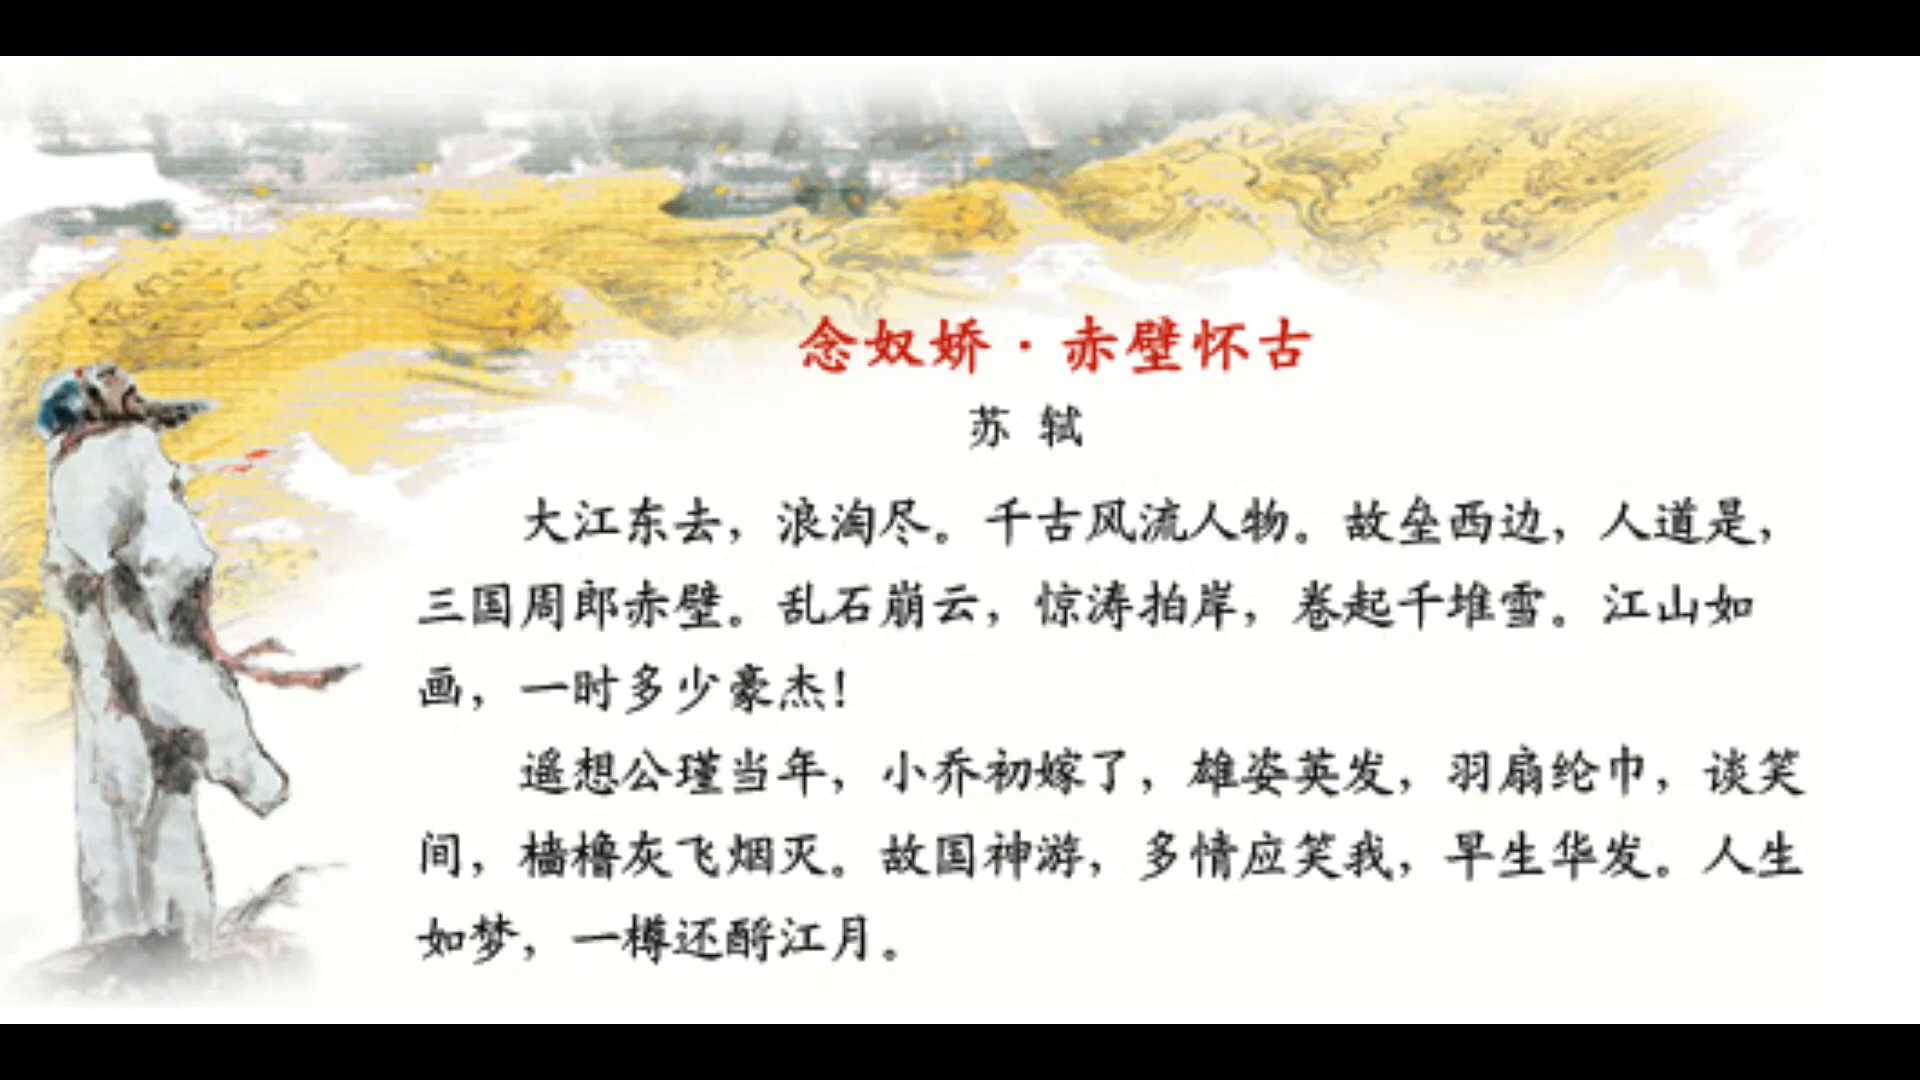 念奴娇·赤壁怀古
苏 轼
大江东去，浪淘尽。千古风流人物。故垒西边，人道是，
三国周郎赤壁。乱石崩云，惊涛拍岸，卷起千堆雪。江山如
画，一时多少豪杰！
遥想公瑾当年，小乔初嫁了，雄姿英发，羽扇纶巾，谈笑
间，樯橹灰飞烟灭。故国神游，多情应笑我，早生华发。人生
如梦，一樽还酹江月。